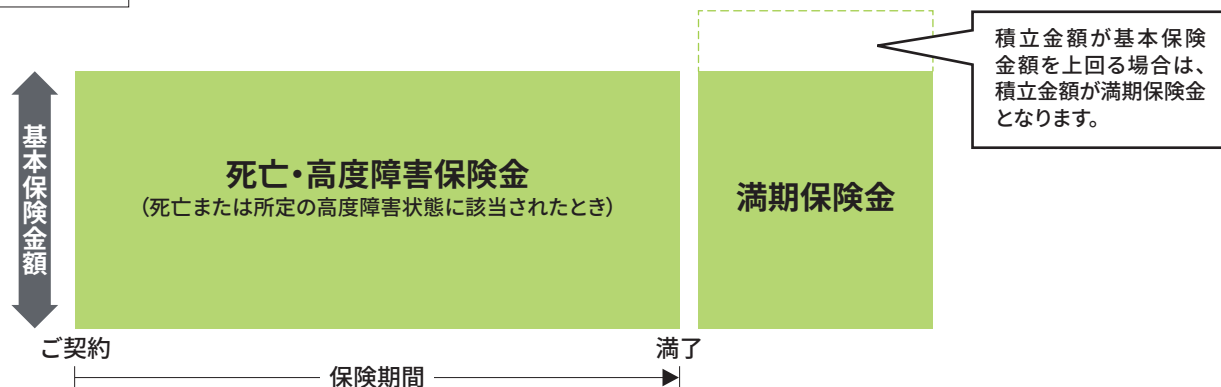 積立金額が基本保険
金額を上回る場合は、
積立金額が満期保険金
となります。
基本保険金額
死亡・高度障害保険金
（死亡または所定の高度障害状態に該当されたとき）
満期保険金
ご契約
満了
保険期間